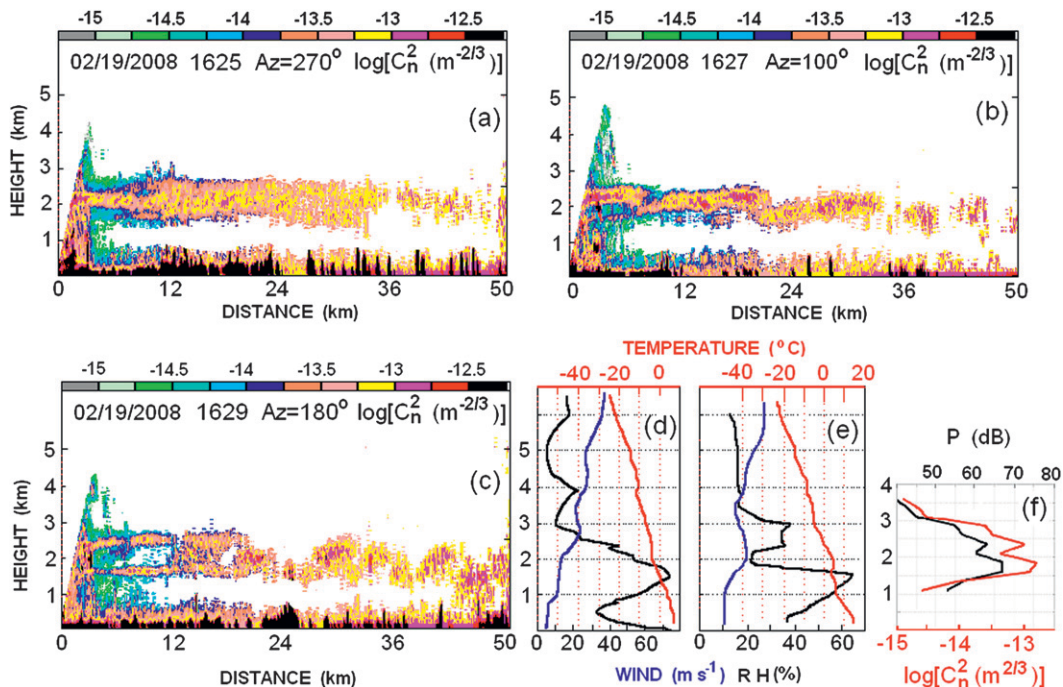 -15 -14.5 -14 -13.5 -13 -12.5
02/19/2008 1625 Az=270° log[C_n^2 (m^-2/3)]
(a)
HEIGHT (km)
5
4
3
2
1
0 12 24 36 50
DISTANCE (km)
-15 -14.5 -14 -13.5 -13 -12.5
02/19/2008 1627 Az=100° log[C_n^2 (m^-2/3)]
(b)
HEIGHT (km)
5
4
3
2
1
0 12 24 36 50
DISTANCE (km)
-15 -14.5 -14 -13.5 -13 -12.5
02/19/2008 1629 Az=180° log[C_n^2 (m^-2/3)]
(c)
HEIGHT (km)
5
4
3
2
1
0 12 24 36 50
DISTANCE (km)
TEMPERATURE (°C)
-40 -20 0
(d)
6
5
4
3
2
1
0 20 40 60
-40 -20 0 20
(e)
0 20 40 60
WIND (m s^-1) R H (%)
P (dB)
50 60 70 80
(f)
4
3
2
1
-15 -14 -13
log[C_n^2 (m^2/3)]